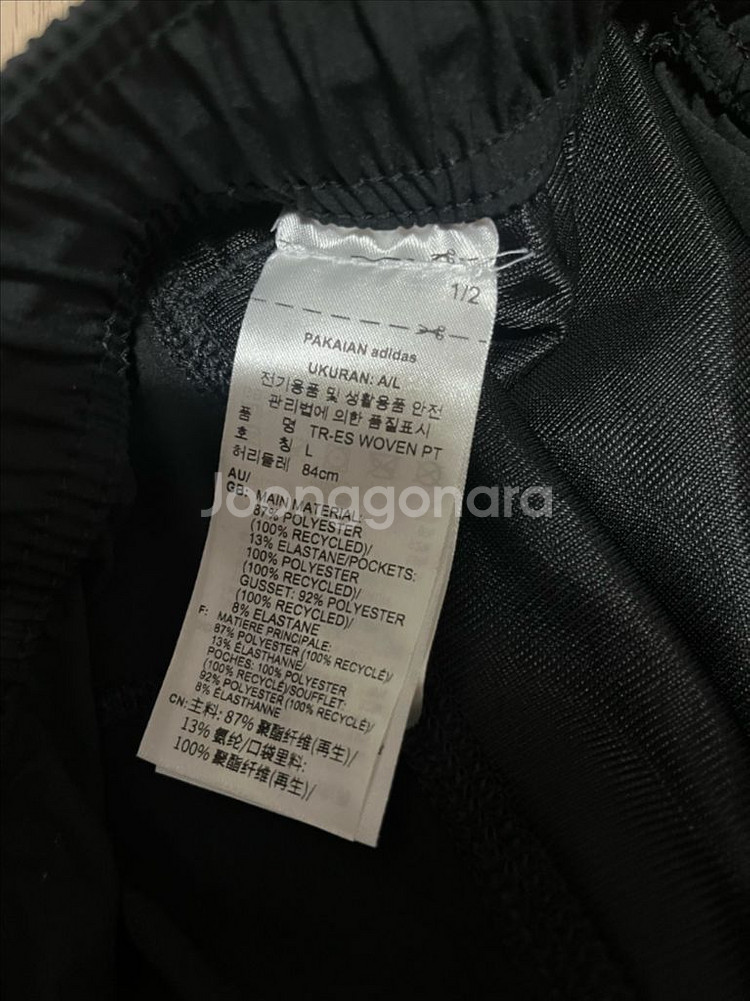 1/2
PAKAIAN adidas
UKURAN: A/L
전기용품 및 생활용품 안전
관리법에 의한 품질표시
품 명 TR-ES WOVEN PT
호 칭 L
허리둘레 84cm
AU/
GB: MAIN MATERIAL:
87% POLYESTER
(100% RECYCLED)/
13% ELASTANE/POCKETS:
100% POLYESTER
(100% RECYCLED)/
GUSSET: 92% POLYESTER
(100% RECYCLED)/
8% ELASTANE
F: MATIÈRE PRINCIPALE:
87% POLYESTER (100% RECYCLÉ)/
13% ÉLASTHANNE/
POCHES: 100% POLYESTER
(100% RECYCLÉ)/SOUFFLET:
92% POLYESTER (100% RECYCLÉ)/
8% ÉLASTHANNE
CN: 主料: 87% 聚酯纤维(再生)/
13% 氨纶/口袋里料:
100% 聚酯纤维(再生)/
Joonggonara